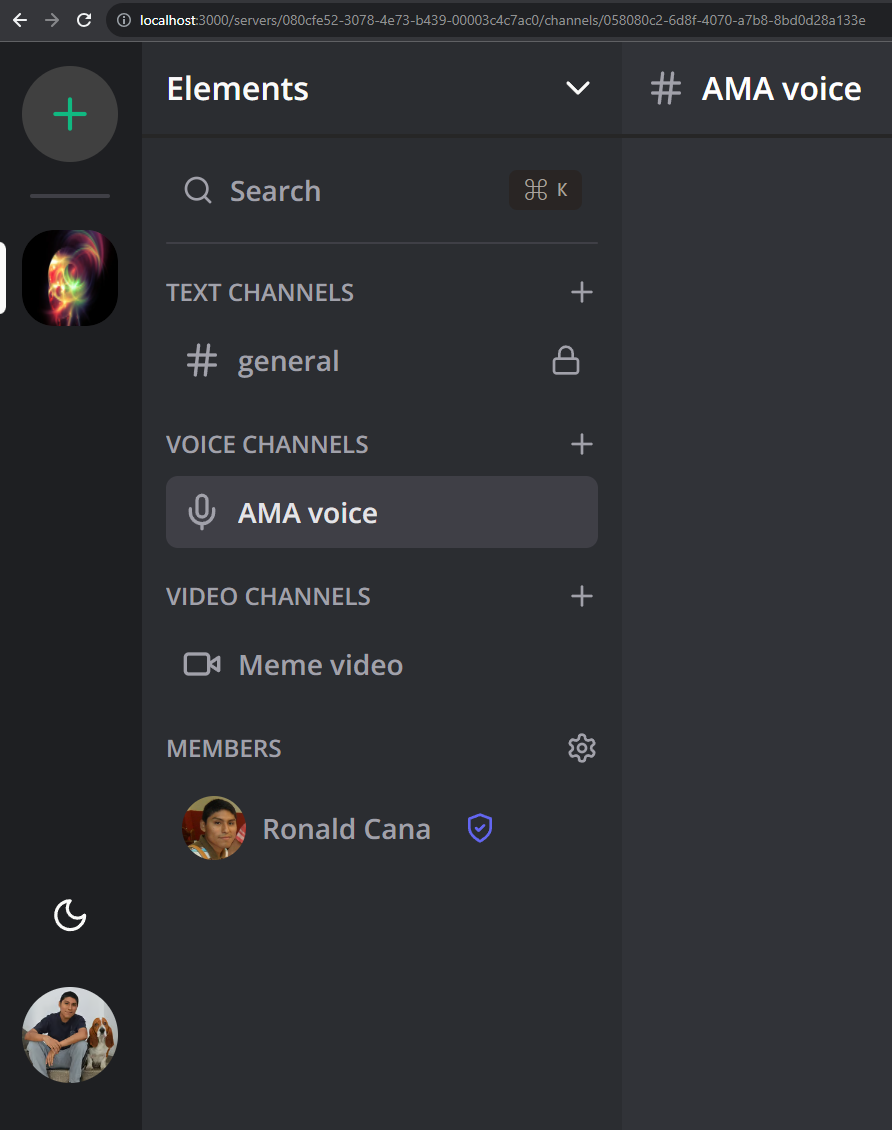 localhost:3000/servers/080cfe52-3078-4e73-b439-00003c4c7ac0/channels/058080c2-6d8f-4070-a7b8-8bd0d28a133e
Elements
# AMA voice
Search
⌘ K
TEXT CHANNELS
# general
VOICE CHANNELS
AMA voice
VIDEO CHANNELS
Meme video
MEMBERS
Ronald Cana